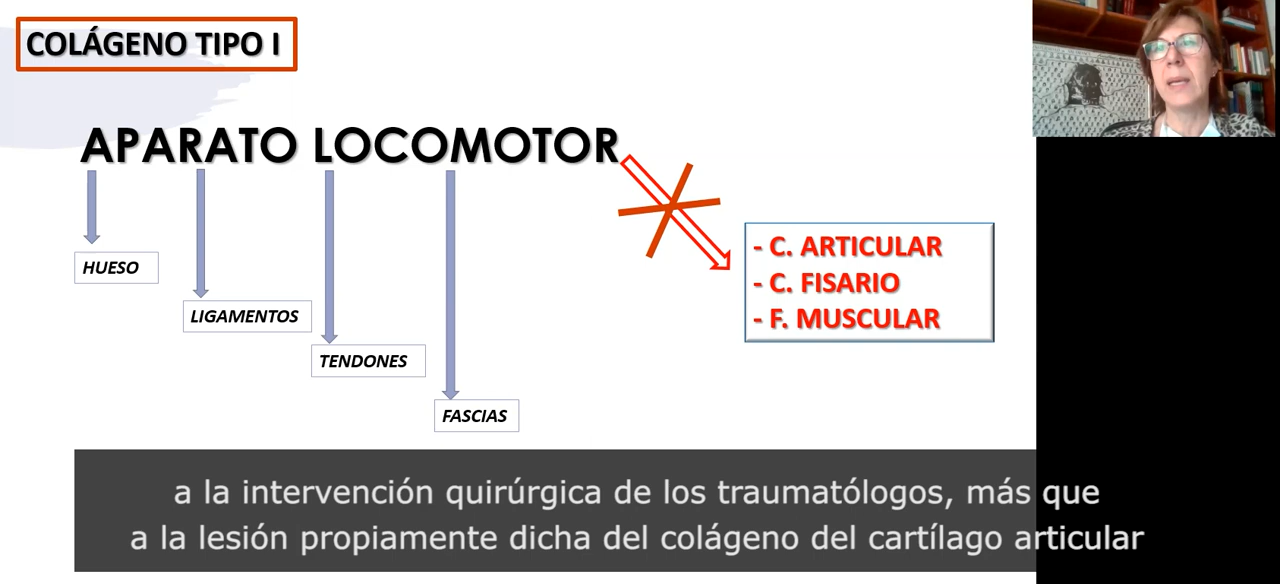 COLÁGENO TIPO I
APARATO LOCOMOTOR
HUESO
LIGAMENTOS
TENDONES
FASCIAS
- C. ARTICULAR
- C. FISARIO
- F. MUSCULAR
a la intervención quirúrgica de los traumatólogos, más que
a la lesión propiamente dicha del colágeno del cartílago articular